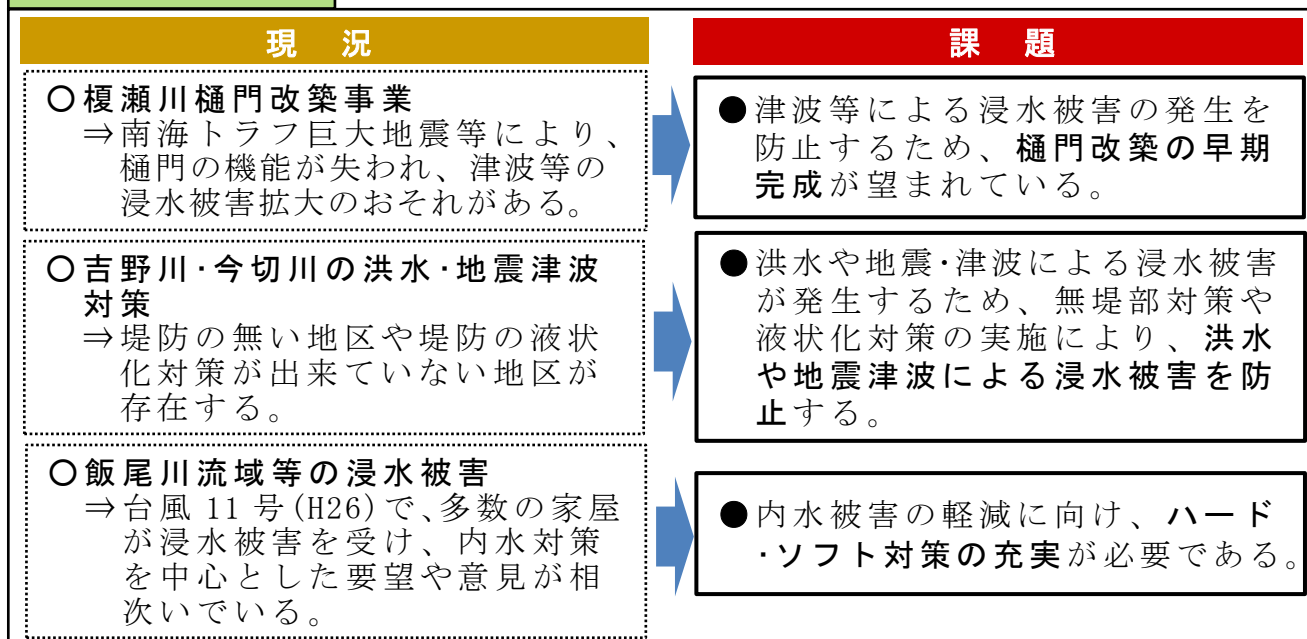 現 況
〇榎瀬川樋門改築事業
⇒南海トラフ巨大地震等により、
樋門の機能が失われ、津波等の
浸水被害拡大のおそれがある。
〇吉野川・今切川の洪水・地震津波
対策
⇒堤防の無い地区や堤防の液状
化対策が出来ていない地区が
存在する。
〇飯尾川流域等の浸水被害
⇒台風 11 号(H26)で、多数の家屋
が浸水被害を受け、内水対策
を中心とした要望や意見が相
次いでいる。
課 題
●津波等による浸水被害の発生を
防止するため、樋門改築の早期
完成が望まれている。
●洪水や地震・津波による浸水被害
が発生するため、無堤部対策や
液状化対策の実施により、洪水
や地震津波による浸水被害を防
止する。
●内水被害の軽減に向け、ハード
・ソフト対策の充実が必要である。